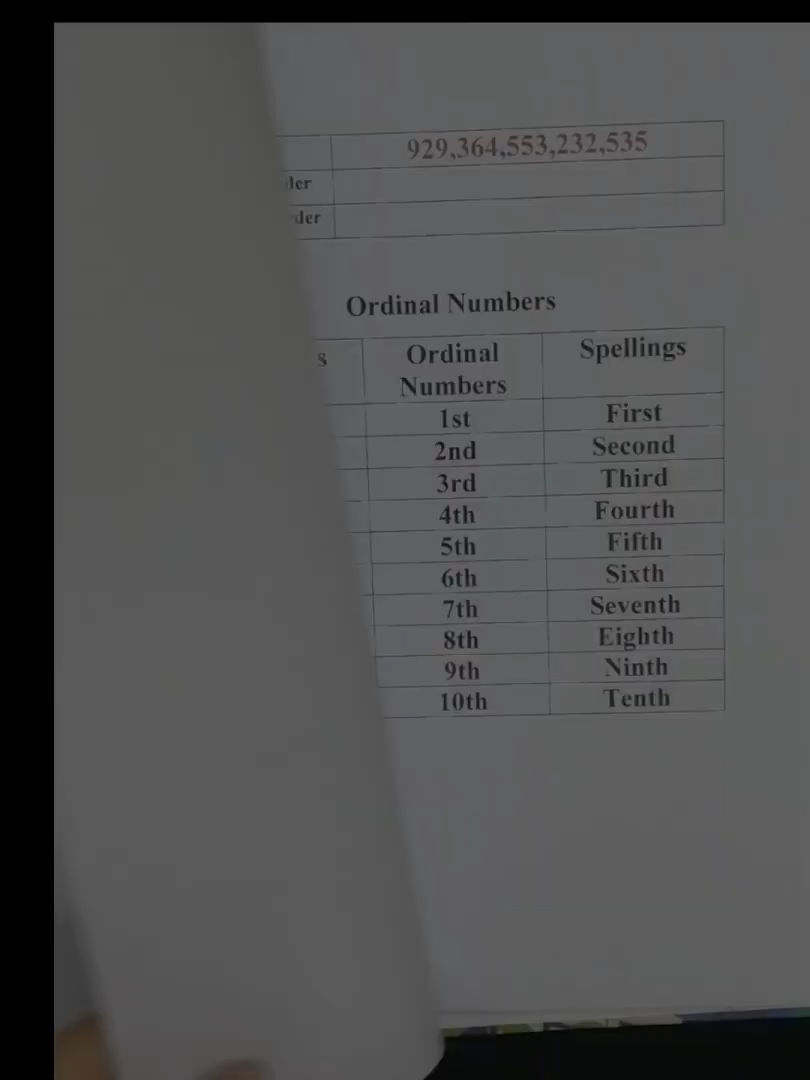 929,364,553,232,535
der
der
Ordinal Numbers
s Ordinal Numbers Spellings
1st First
2nd Second
3rd Third
4th Fourth
5th Fifth
6th Sixth
7th Seventh
8th Eighth
9th Ninth
10th Tenth